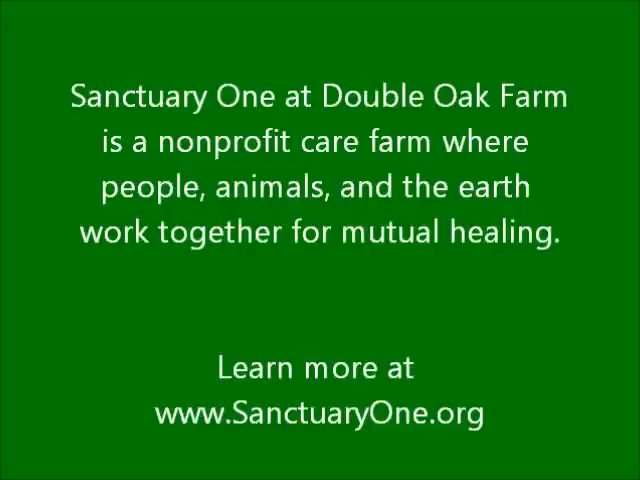 Sanctuary One at Double Oak Farm
is a nonprofit care farm where
people, animals, and the earth
work together for mutual healing.
Learn more at
www.SanctuaryOne.org